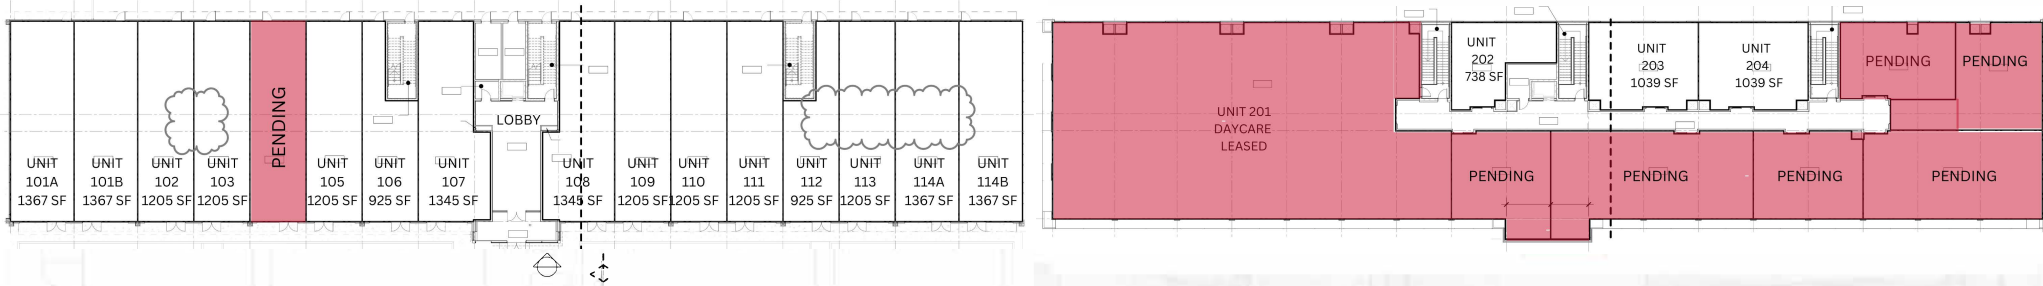 UNIT
101A
1367 SF
UNIT
101B
1367 SF
UNIT
102
1205 SF
UNIT
103
1205 SF
PENDING
UNIT
105
1205 SF
UNIT
106
925 SF
UNIT
107
1345 SF
LOBBY
UNIT
108
1345 SF
UNIT
109
1205 SF
UNIT
110
1205 SF
UNIT
111
1205 SF
UNIT
112
925 SF
UNIT
113
1205 SF
UNIT
114A
1367 SF
UNIT
114B
1367 SF
UNIT 201
DAYCARE
LEASED
UNIT
202
738 SF
UNIT
203
1039 SF
UNIT
204
1039 SF
PENDING
PENDING
PENDING
PENDING
PENDING
PENDING